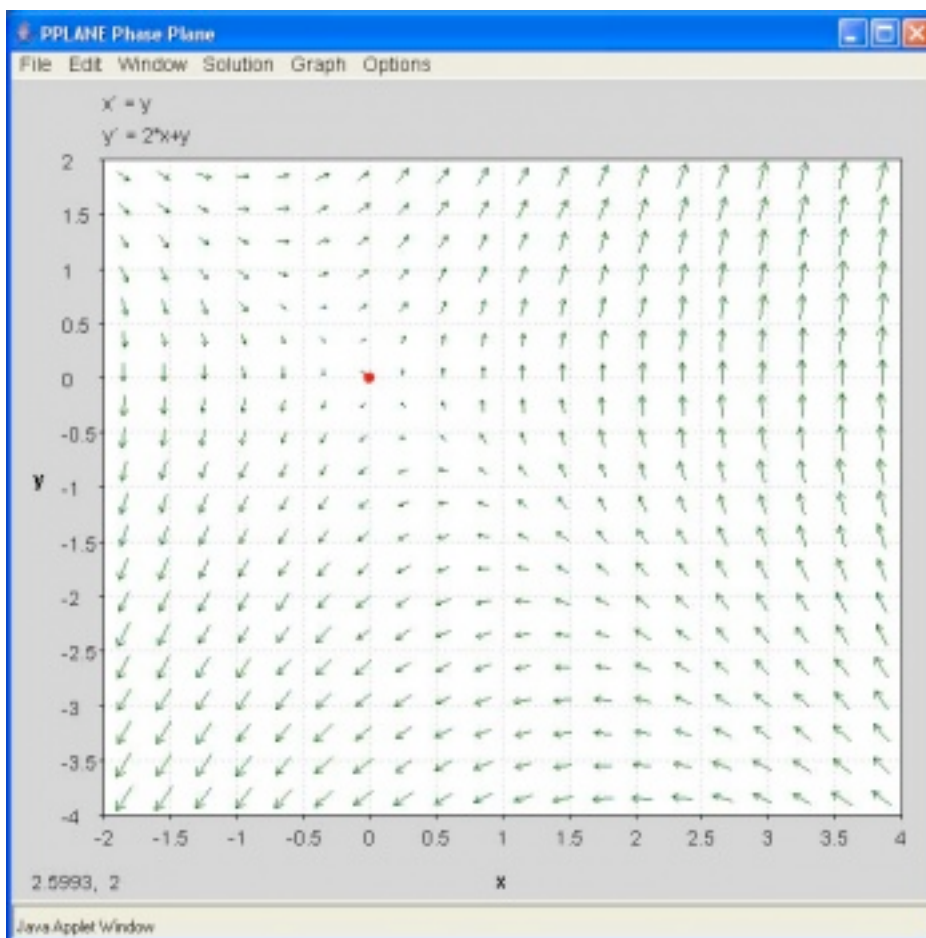 PPLANE Phase Plane
File Edit Window Solution Graph Options
x' = y
y' = 2*x+y
2
1.5
1
0.5
0
-0.5
y
-1
-1.5
-2
-2.5
-3
-3.5
-4
-2 -1.5 -1 -0.5 0 0.5 1 1.5 2 2.5 3 3.5 4
2.5993, 2
x
Java Applet Window